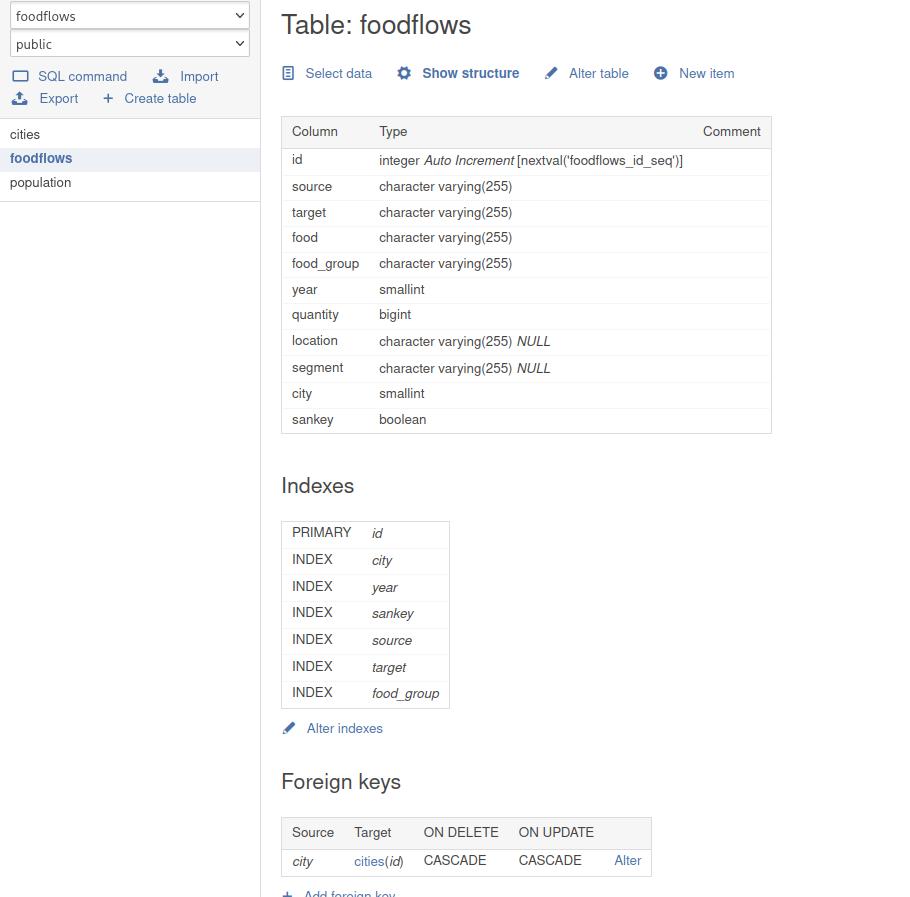 foodflows
public
SQL command Import
Export + Create table
cities
foodflows
population
Table: foodflows
Select data Show structure Alter table New item
Column Type Comment
id integer Auto Increment [nextval('foodflows_id_seq')]
source character varying(255)
target character varying(255)
food character varying(255)
food_group character varying(255)
year smallint
quantity bigint
location character varying(255) NULL
segment character varying(255) NULL
city smallint
sankey boolean
Indexes
PRIMARY id
INDEX city
INDEX year
INDEX sankey
INDEX source
INDEX target
INDEX food_group
Alter indexes
Foreign keys
Source Target ON DELETE ON UPDATE
city cities(id) CASCADE CASCADE Alter
+ Add foreign key